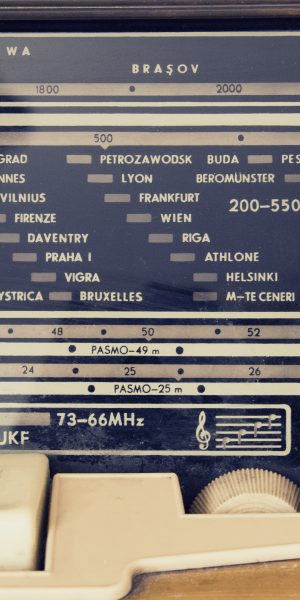 WA
BRAŞOV
1800 2000
500
GRAD PETROZAWODSK BUDA PES
NNES LYON BEROMÜNSTER
VILNIUS FRANKFURT 200-550
FIRENZE WIEN
DAVENTRY RIGA
PRAHA I ATHLONE
VIGRA HELSINKI
YSTRICA BRUXELLES M-TE CENERI
48 50 52
PASMO-49 m
24 25 26
PASMO-25 m
73-66MHz
UKF